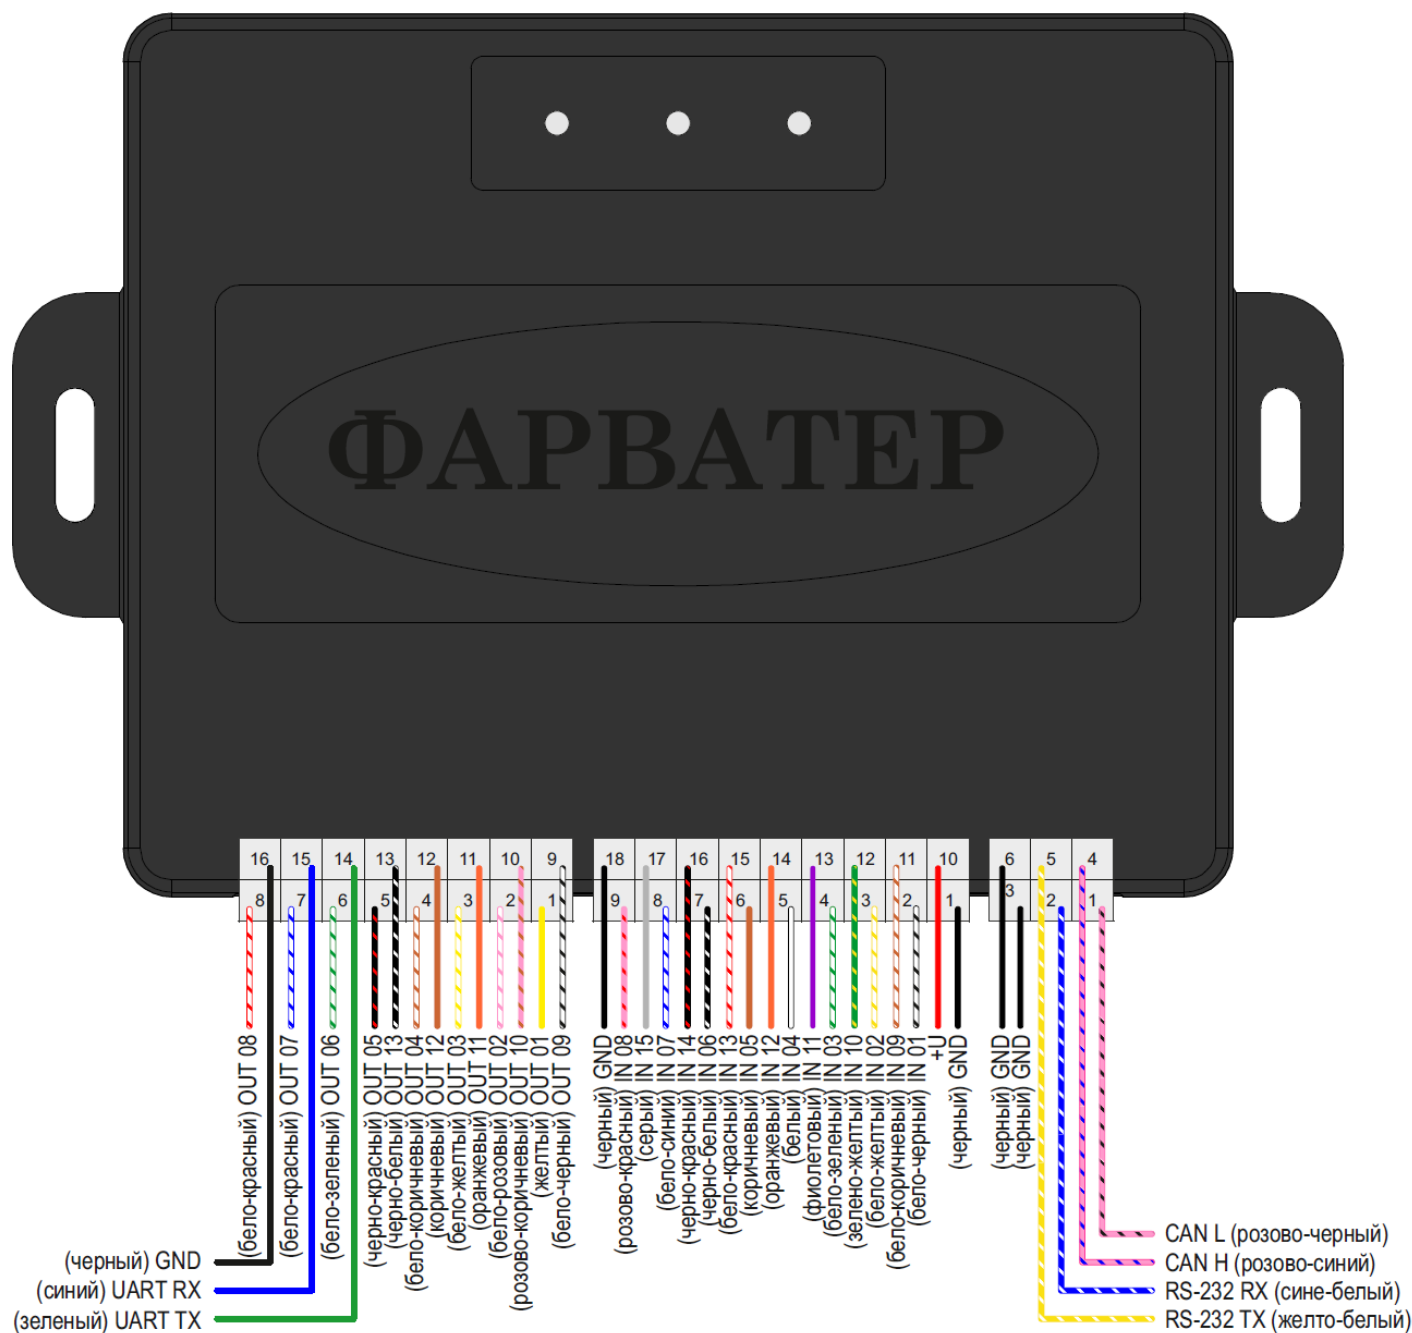 ФАРВАТЕР
16 15 14 13 12 11 10 9
8 7 6 5 4 3 2 1
18 17 16 15 14 13 12 11 10
9 8 7 6 5 4 3 2 1
6 5 4
3 2 1
(бело-красный) OUT 08
(бело-красный) OUT 07
(бело-зеленый) OUT 06
(черно-красный) OUT 05
(черно-белый) OUT 13
(бело-коричневый) OUT 04
(коричневый) OUT 12
(бело-желтый) OUT 03
(оранжевый) OUT 11
(бело-розовый) OUT 02
(розово-коричневый) OUT 10
(желтый) OUT 01
(бело-черный) OUT 09
(черный) GND
(розово-красный) IN 08
(серый) IN 15
(бело-синий) IN 07
(черно-красный) IN 14
(черно-белый) IN 06
(бело-красный) IN 13
(коричневый) IN 05
(оранжевый) IN 12
(белый) IN 04
(фиолетовый) IN 11
(бело-зеленый) IN 03
(зелено-желтый) IN 10
(бело-желтый) IN 02
(бело-коричневый) IN 09
(бело-черный) IN 01
+U
(черный) GND
(черный) GND
(черный) GND
(черный) GND
(синий) UART RX
(зеленый) UART TX
CAN L (розово-черный)
CAN H (розово-синий)
RS-232 RX (сине-белый)
RS-232 TX (желто-белый)